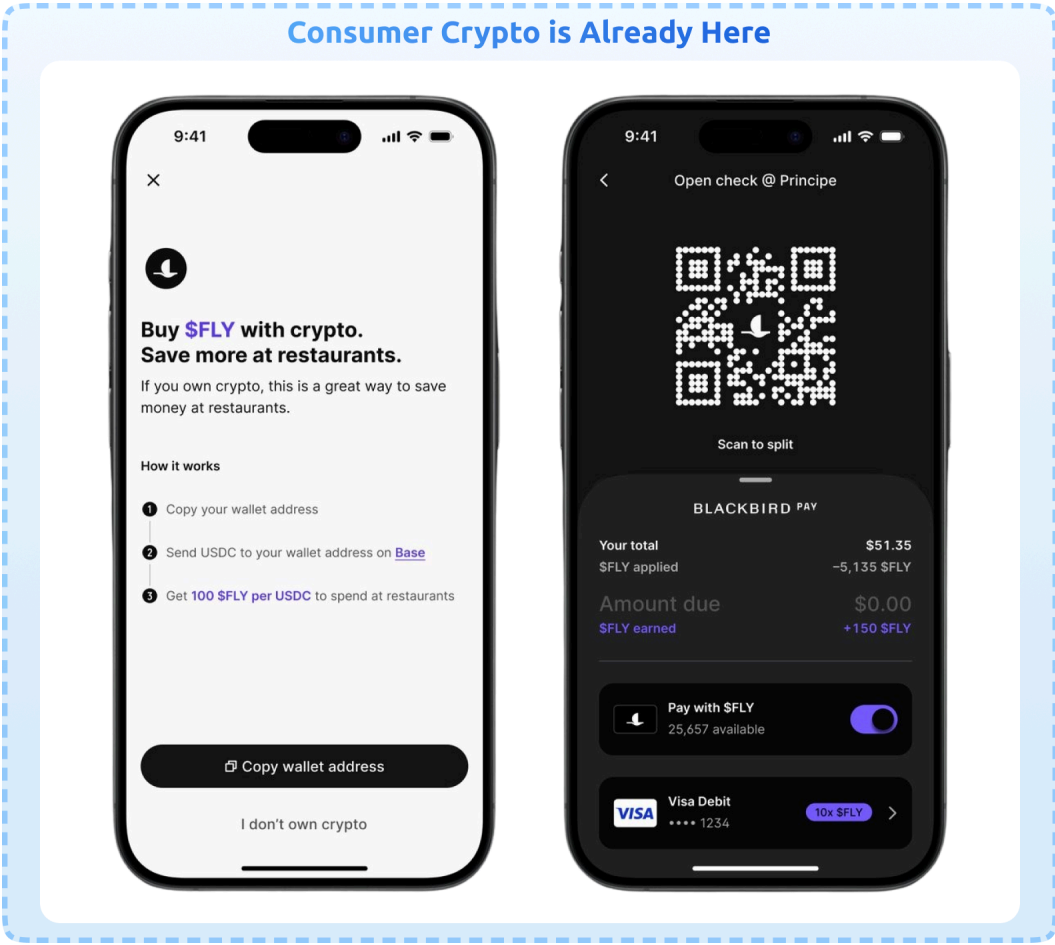 Consumer Crypto is Already Here
9:41
Buy $FLY with crypto.
Save more at restaurants.
If you own crypto, this is a great way to save
money at restaurants.
How it works
1 Copy your wallet address
2 Send USDC to your wallet address on Base
3 Get 100 $FLY per USDC to spend at restaurants
Copy wallet address
I don't own crypto
9:41
Open check @ Principe
Scan to split
BLACKBIRD PAY
Your total $51.35
$FLY applied −5,135 $FLY
Amount due $0.00
$FLY earned +150 $FLY
Pay with $FLY
25,657 available
VISA
Visa Debit
•••• 1234
10x $FLY